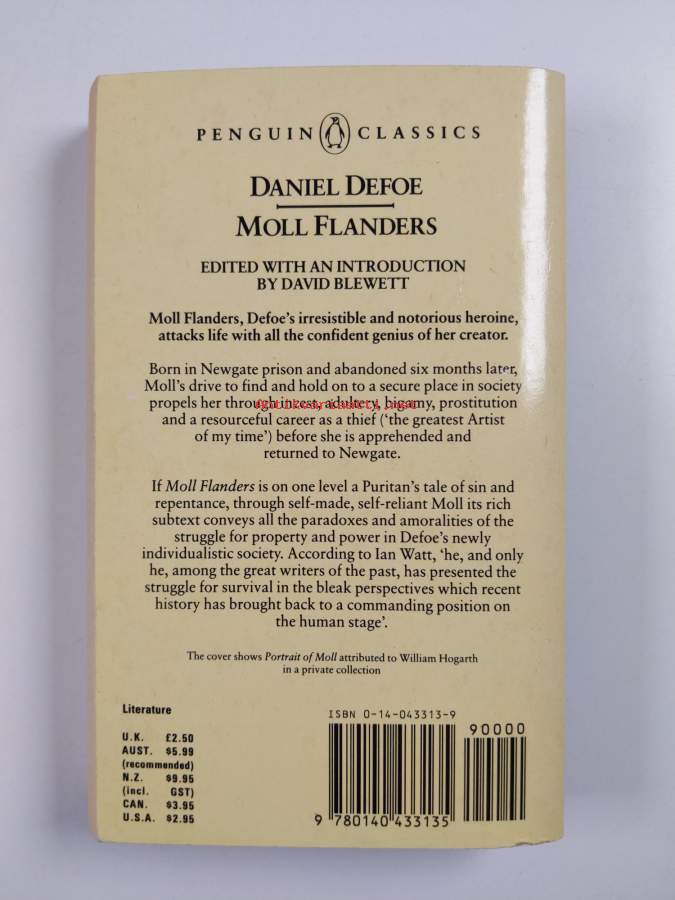 PENGUIN CLASSICS
DANIEL DEFOE
MOLL FLANDERS
EDITED WITH AN INTRODUCTION
BY DAVID BLEWETT
Moll Flanders, Defoe's irresistible and notorious heroine,
attacks life with all the confident genius of her creator.
Born in Newgate prison and abandoned six months later,
Moll's drive to find and hold on to a secure place in society
propels her through incest, adultery, bigamy, prostitution
and a resourceful career as a thief ('the greatest Artist
of my time') before she is apprehended and
returned to Newgate.
If Moll Flanders is on one level a Puritan's tale of sin and
repentance, through self-made, self-reliant Moll its rich
subtext conveys all the paradoxes and amoralities of the
struggle for property and power in Defoe's newly
individualistic society. According to Ian Watt, 'he, and only
he, among the great writers of the past, has presented the
struggle for survival in the bleak perspectives which recent
history has brought back to a commanding position on
the human stage'.
The cover shows Portrait of Moll attributed to William Hogarth
in a private collection
Literature
U.K. £2.50
AUST. $5.99
(recommended)
N.Z. $9.95
(incl. GST)
CAN. $3.95
U.S.A. $2.95
ISBN 0-14-043313-9
90000
9 780140 433135